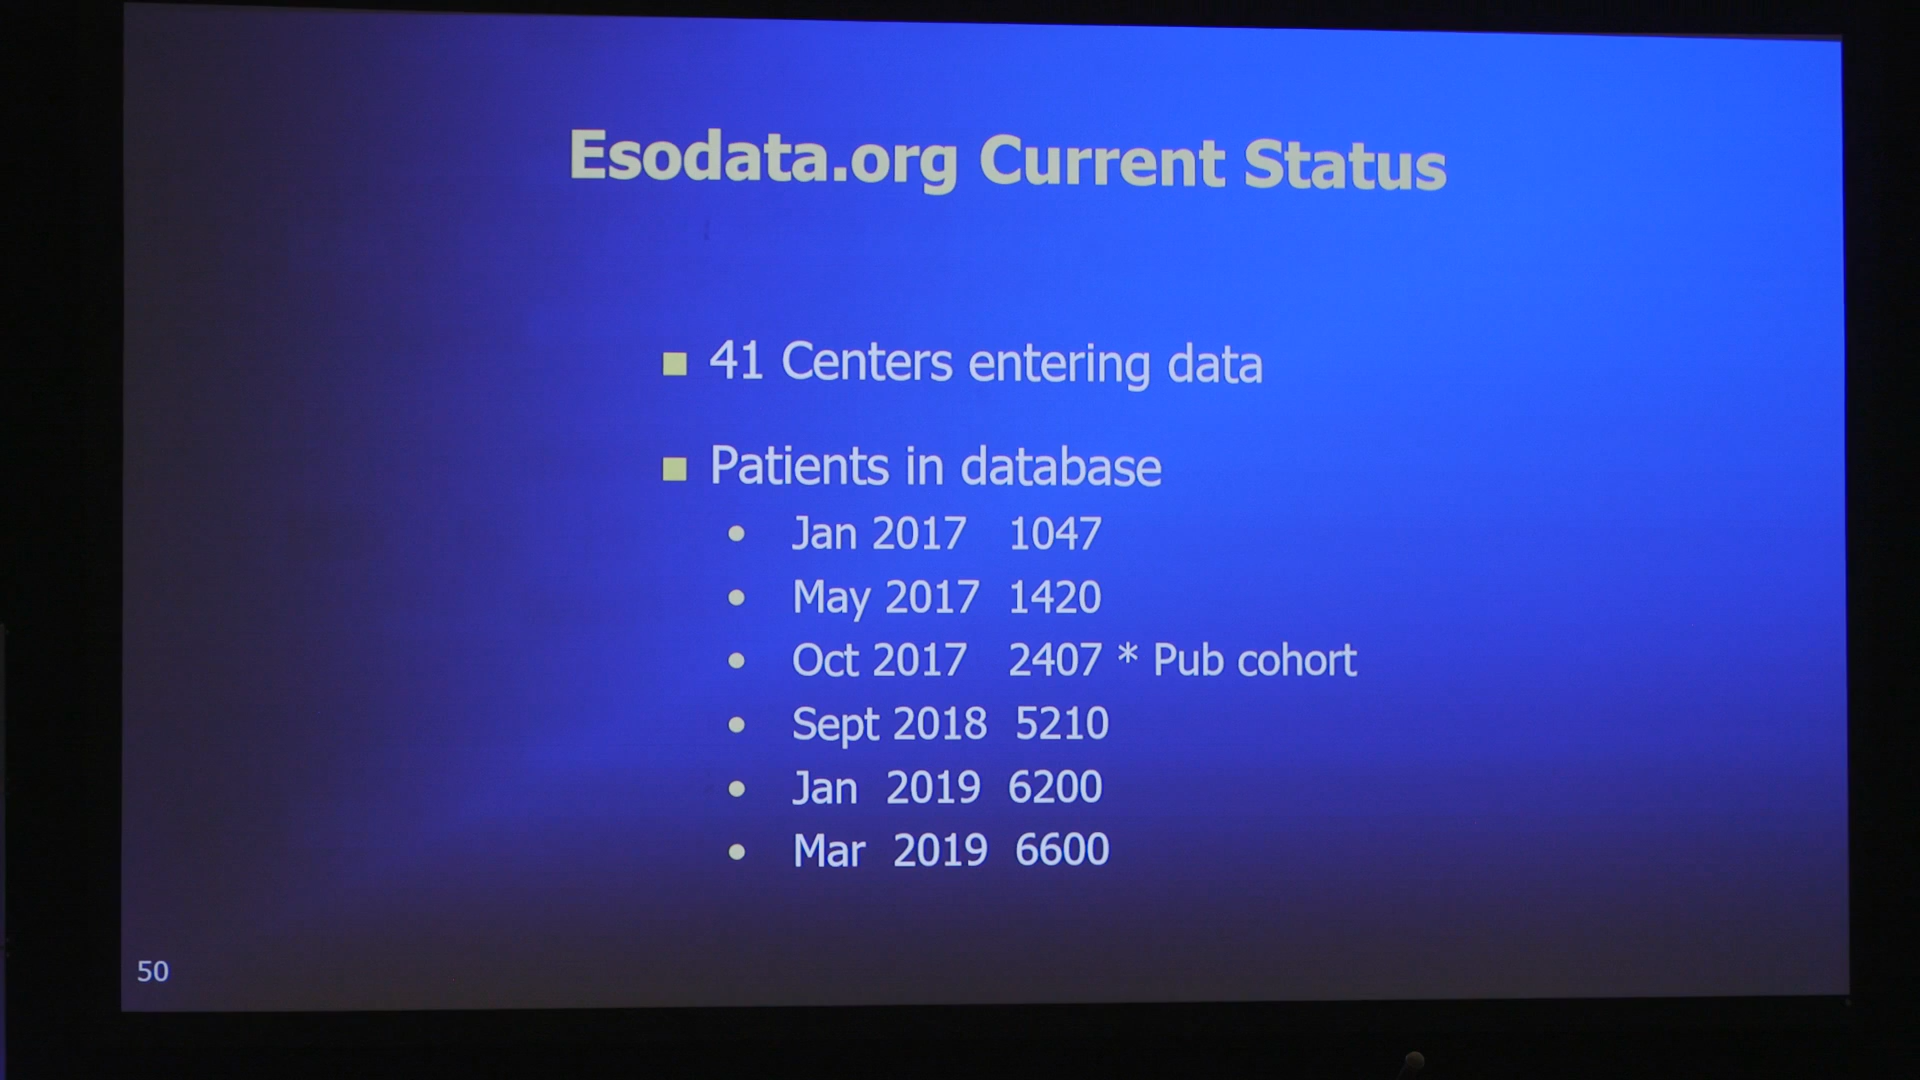 Esodata.org Current Status
41 Centers entering data
Patients in database
Jan 2017 1047
May 2017 1420
Oct 2017 2407 * Pub cohort
Sept 2018 5210
Jan 2019 6200
Mar 2019 6600
50